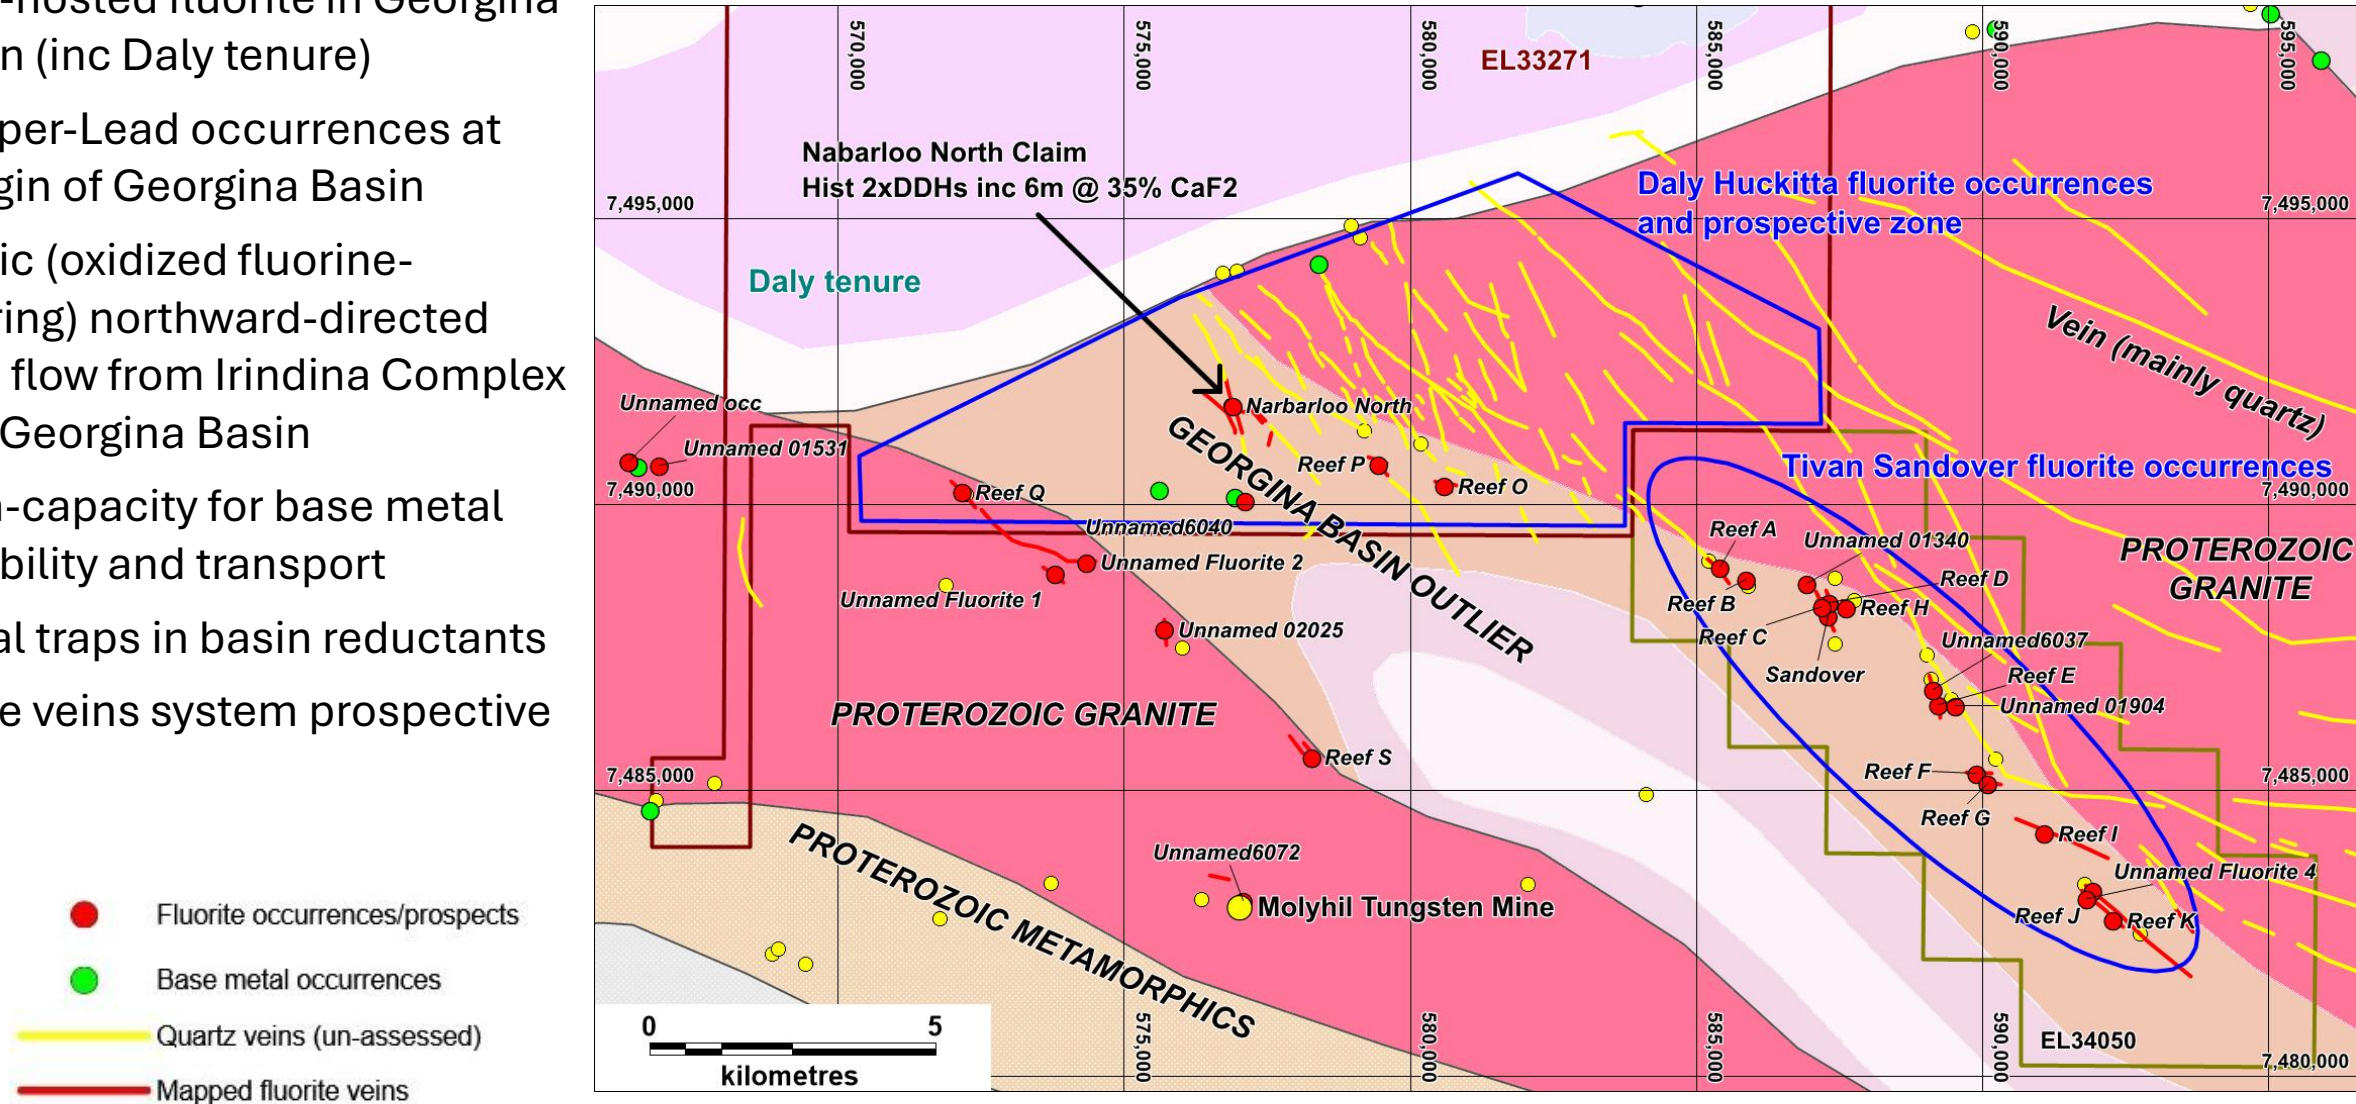 -hosted fluorite in Georgina
n (inc Daly tenure)
per-Lead occurrences at
gin of Georgina Basin
ic (oxidized fluorine-
ring) northward-directed
flow from Irindina Complex
Georgina Basin
n-capacity for base metal
bility and transport
al traps in basin reductants
e veins system prospective
Fluorite occurrences/prospects
Base metal occurrences
Quartz veins (un-assessed)
Mapped fluorite veins
570,000
575,000
580,000
585,000
590,000
595,000
EL33271
Nabarloo North Claim
Hist 2xDDHs inc 6m @ 35% CaF2
Daly Huckitta fluorite occurrences
and prospective zone
7,495,000
7,495,000
Daly tenure
Vein (mainly quartz)
Unnamed occ
Unnamed 01531
Narbarloo North
GEORGINA BASIN OUTLIER
Reef P
Reef O
Reef Q
Tivan Sandover fluorite occurrences
7,490,000
7,490,000
Unnamed6040
Unnamed Fluorite 2
Unnamed Fluorite 1
Unnamed 02025
Reef A
Unnamed 01340
Reef D
Reef B
Reef H
Reef C
Unnamed6037
Sandover
Reef E
Unnamed 01904
PROTEROZOIC
GRANITE
PROTEROZOIC GRANITE
Reef S
Reef F
7,485,000
7,485,000
Reef G
Reef I
PROTEROZOIC METAMORPHICS
Unnamed6072
Molyhil Tungsten Mine
Unnamed Fluorite 4
Reef J
Reef K
0 5
kilometres
575,000
580,000
585,000
590,000
EL34050
7,480,000